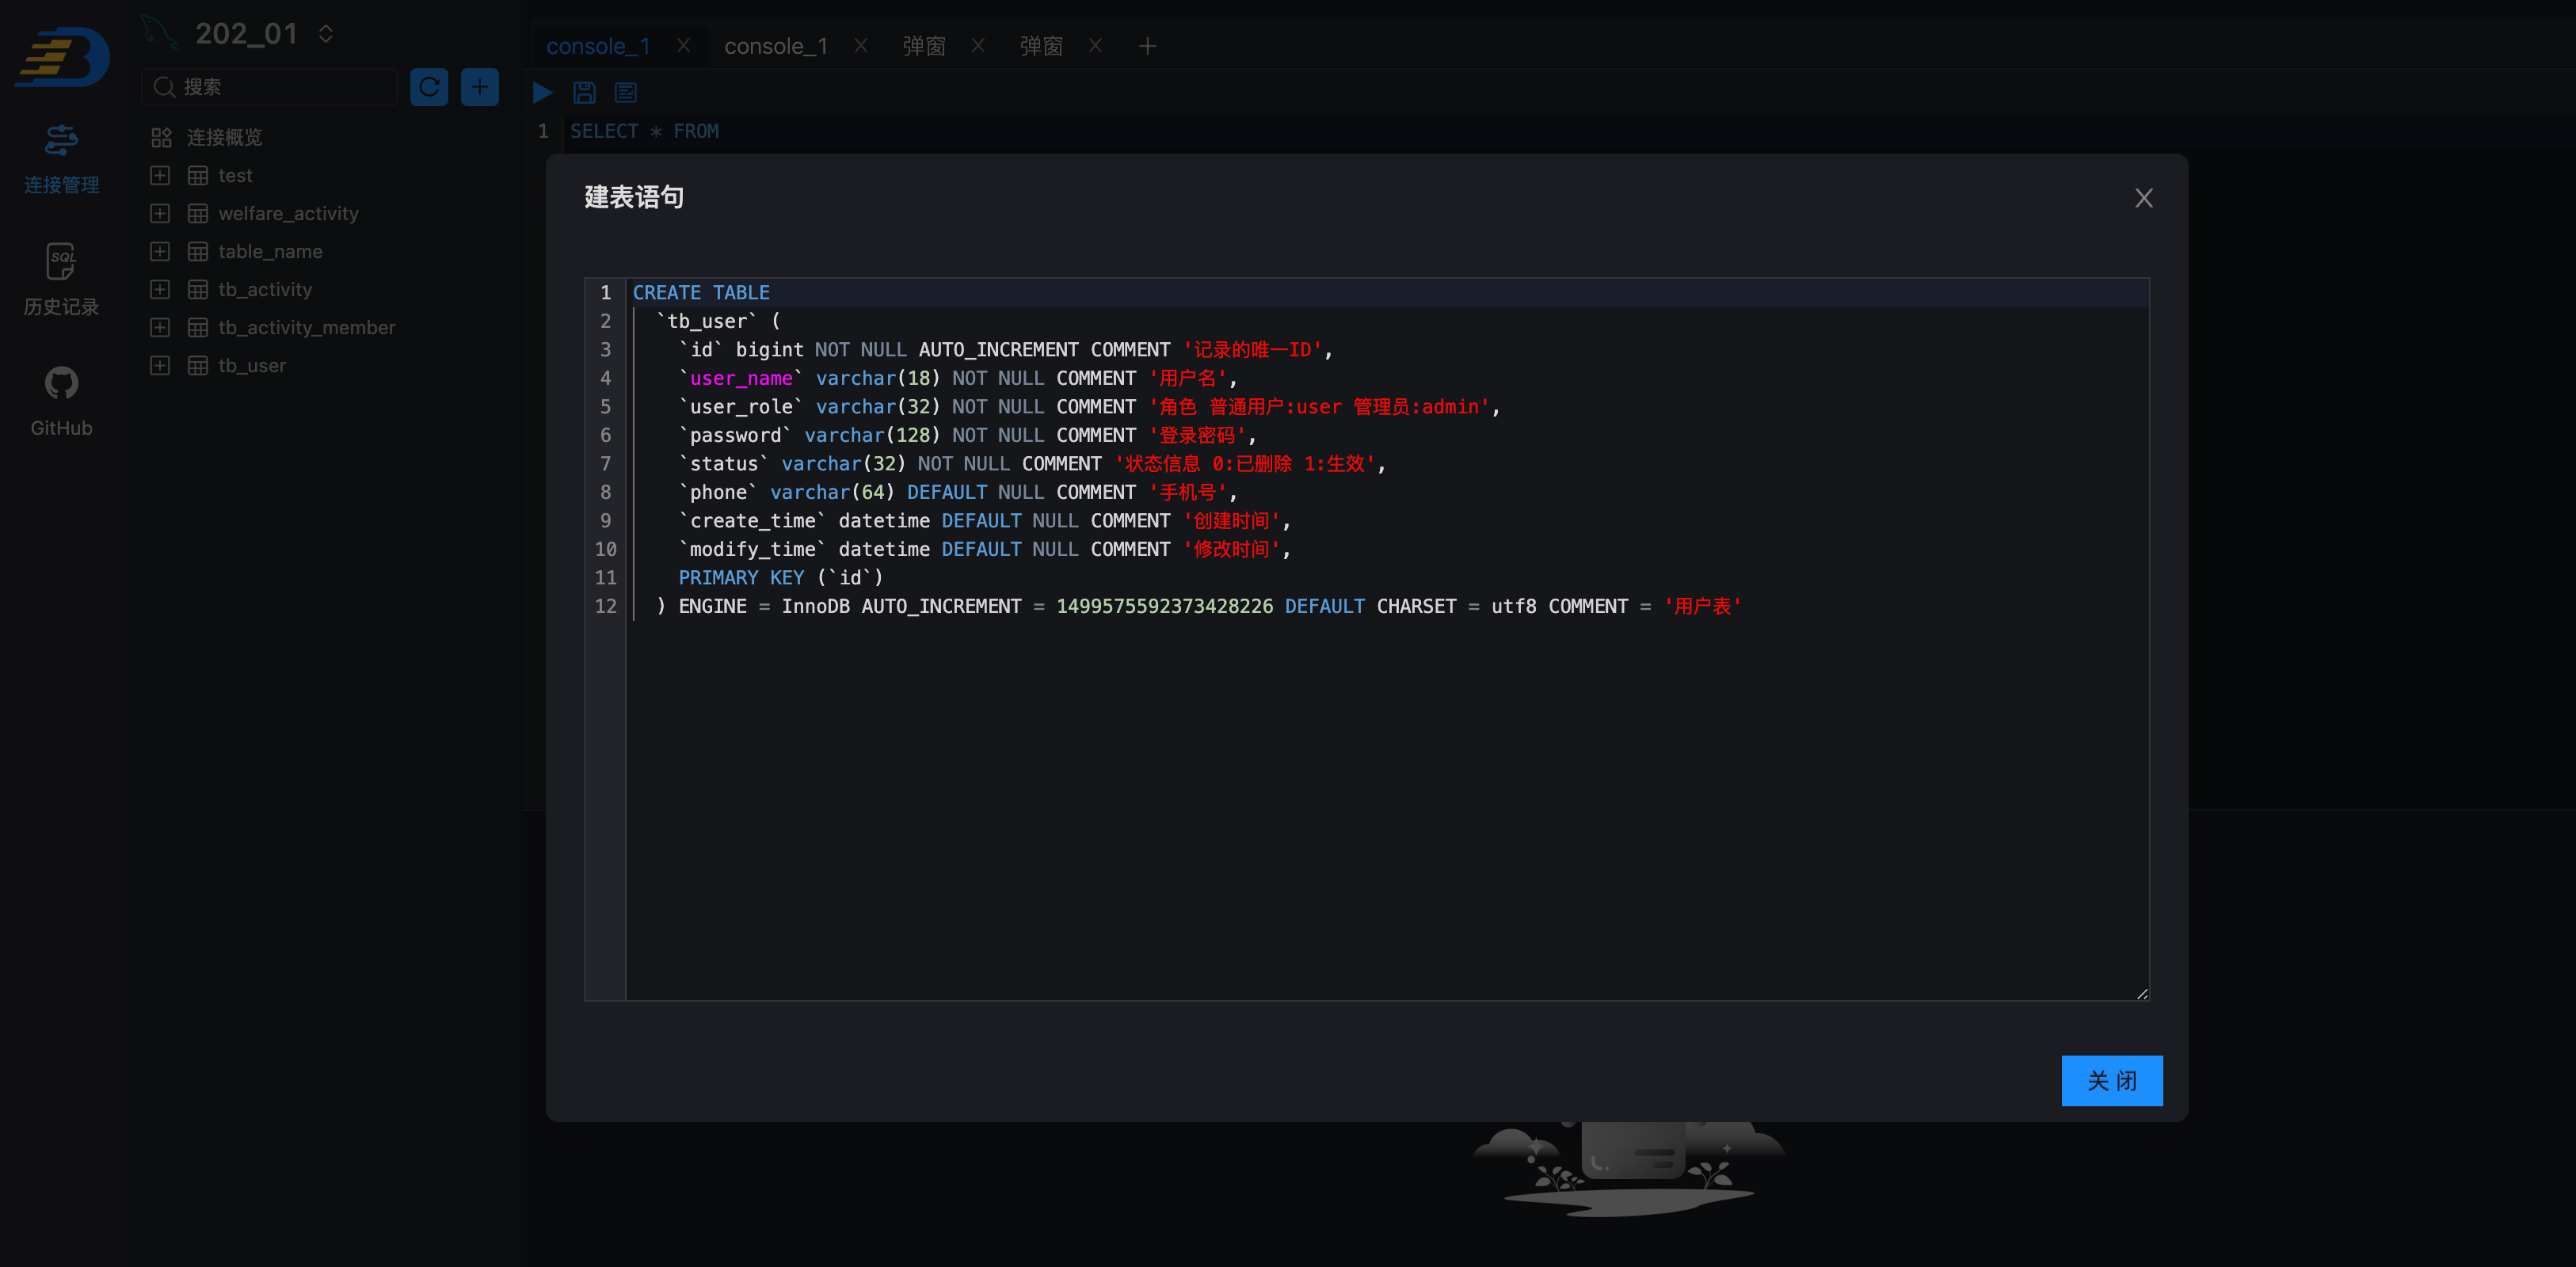 202_01
搜索
连接管理
历史记录
SQL
GitHub
连接概览
test
welfare_activity
table_name
tb_activity
tb_activity_member
tb_user
console_1
console_1
弹窗
弹窗
1 SELECT * FROM
建表语句
1 CREATE TABLE
2 `tb_user` (
3 `id` bigint NOT NULL AUTO_INCREMENT COMMENT '记录的唯一ID',
4 `user_name` varchar(18) NOT NULL COMMENT '用户名',
5 `user_role` varchar(32) NOT NULL COMMENT '角色 普通用户:user 管理员:admin',
6 `password` varchar(128) NOT NULL COMMENT '登录密码',
7 `status` varchar(32) NOT NULL COMMENT '状态信息 0:已删除 1:生效',
8 `phone` varchar(64) DEFAULT NULL COMMENT '手机号',
9 `create_time` datetime DEFAULT NULL COMMENT '创建时间',
10 `modify_time` datetime DEFAULT NULL COMMENT '修改时间',
11 PRIMARY KEY (`id`)
12 ) ENGINE = InnoDB AUTO_INCREMENT = 1499575592373428226 DEFAULT CHARSET = utf8 COMMENT = '用户表'
关 闭